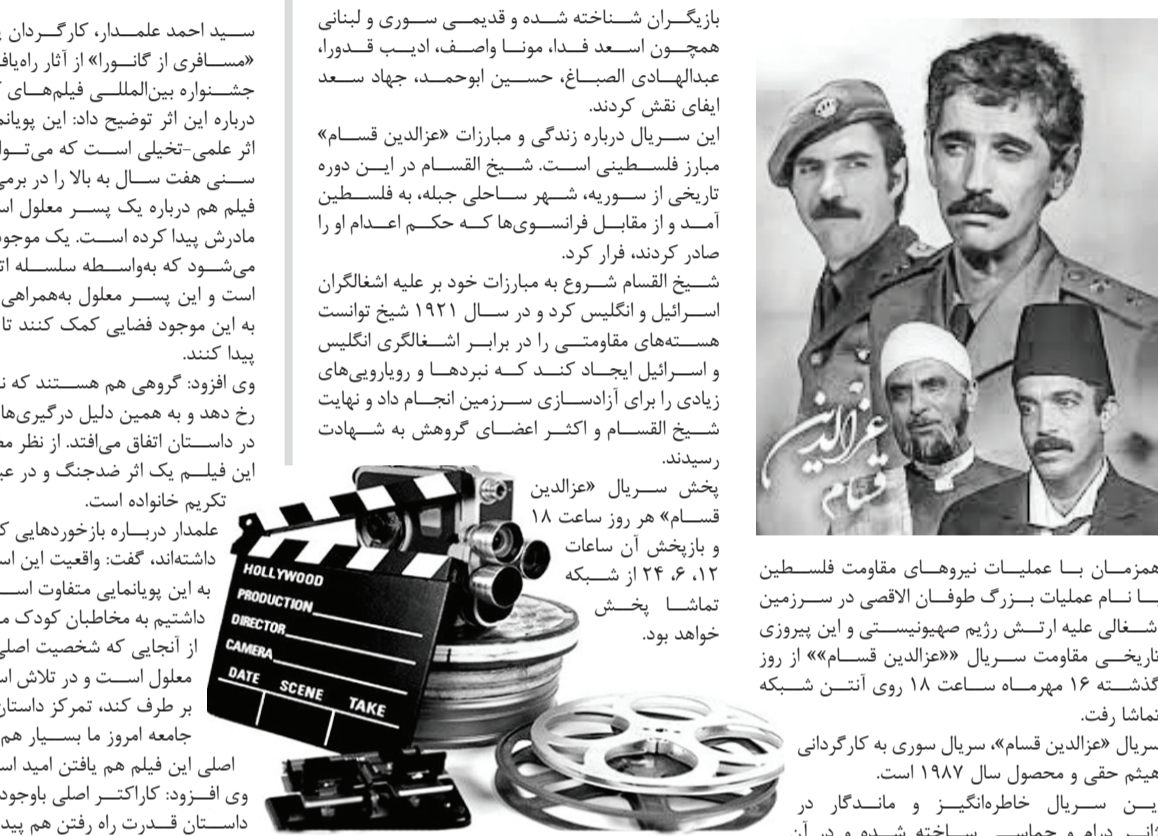 عزالدین
قسام
همزمان با عملیات نیروهای مقاومت فلسطین
با نام عملیات بزرگ طوفان الاقصی در سرزمین
اشغالی علیه ارتش رژیم صهیونیستی و این پیروزی
تاریخی مقاومت سریال ««عزالدین قسام»» از روز
گذشته ۱۶ مهرماه ساعت ۱۸ روی آنتن شبکه
تماشا رفت.
سریال «عزالدین قسام»، سریال سوری به کارگردانی
هیثم حقی و محصول سال ۱۹۸۷ است.
این سریال خاطره‌انگیز و ماندگار در
ژانر درام و حماسی ساخته شده و در آن
بازیگران شناخته شده و قدیمی سوری و لبنانی
همچون اسعد فدا، مونا واصف، ادیب قدورا،
عبدالهادی الصباغ، حسین ابوحمد، جهاد سعد
ایفای نقش کردند.
این سریال درباره زندگی و مبارزات «عزالدین قسام»
مبارز فلسطینی است. شیخ القسام در این دوره
تاریخی از سوریه، شهر ساحلی جبله، به فلسطین
آمد و از مقابل فرانسوی‌ها که حکم اعدام او را
صادر کردند، فرار کرد.
شیخ القسام شروع به مبارزات خود بر علیه اشغالگران
اسرائیل و انگلیس کرد و در سال ۱۹۲۱ شیخ توانست
هسته‌های مقاومتی را در برابر اشغالگری انگلیس
و اسرائیل ایجاد کند که نبردها و رویارویی‌های
زیادی را برای آزادسازی سرزمین انجام داد و نهایت
شیخ القسام و اکثر اعضای گروهش به شهادت
رسیدند.
پخش سریال «عزالدین
قسام» هر روز ساعت ۱۸
و بازپخش آن ساعات
۱۲، ۶، ۲۴ از شبکه
تماشا پخش
خواهد بود.
HOLLYWOOD
PRODUCTION
DIRECTOR
CAMERA
DATE SCENE TAKE
سید احمد علمدار، کارگردان
«مسافری از گانورا» از آثار
جشنواره بین‌المللی فیلم‌های
درباره این اثر توضیح داد: این
اثر علمی-تخیلی است که
سنی هفت سال به بالا را در
فیلم هم درباره یک پسر معلول
مادرش پیدا کرده است. یک
می‌شود که به‌واسطه سلسله
است و این پسر معلول به‌همراهی
به این موجود فضایی کمک کنند تا
پیدا کنند.
وی افزود: گروهی هم هستند که
رخ دهد و به همین دلیل
در داستان اتفاق می‌افتد. از نظر
این فیلم یک اثر ضدجنگ و در
تکریم خانواده است.
علمدار درباره بازخوردهایی
داشته‌اند، گفت: واقعیت این
به این پویانمایی متفاوت
داشتیم به مخاطبان کودک
از آنجایی که شخصیت اصلی
معلول است و در تلاش
بر طرف کند، تمرکز داستان
جامعه امروز ما بسیار هم
اصلی این فیلم هم یافتن امید
وی افزود: کاراکتر اصلی باوجود
داستان قدرت راه رفتن هم